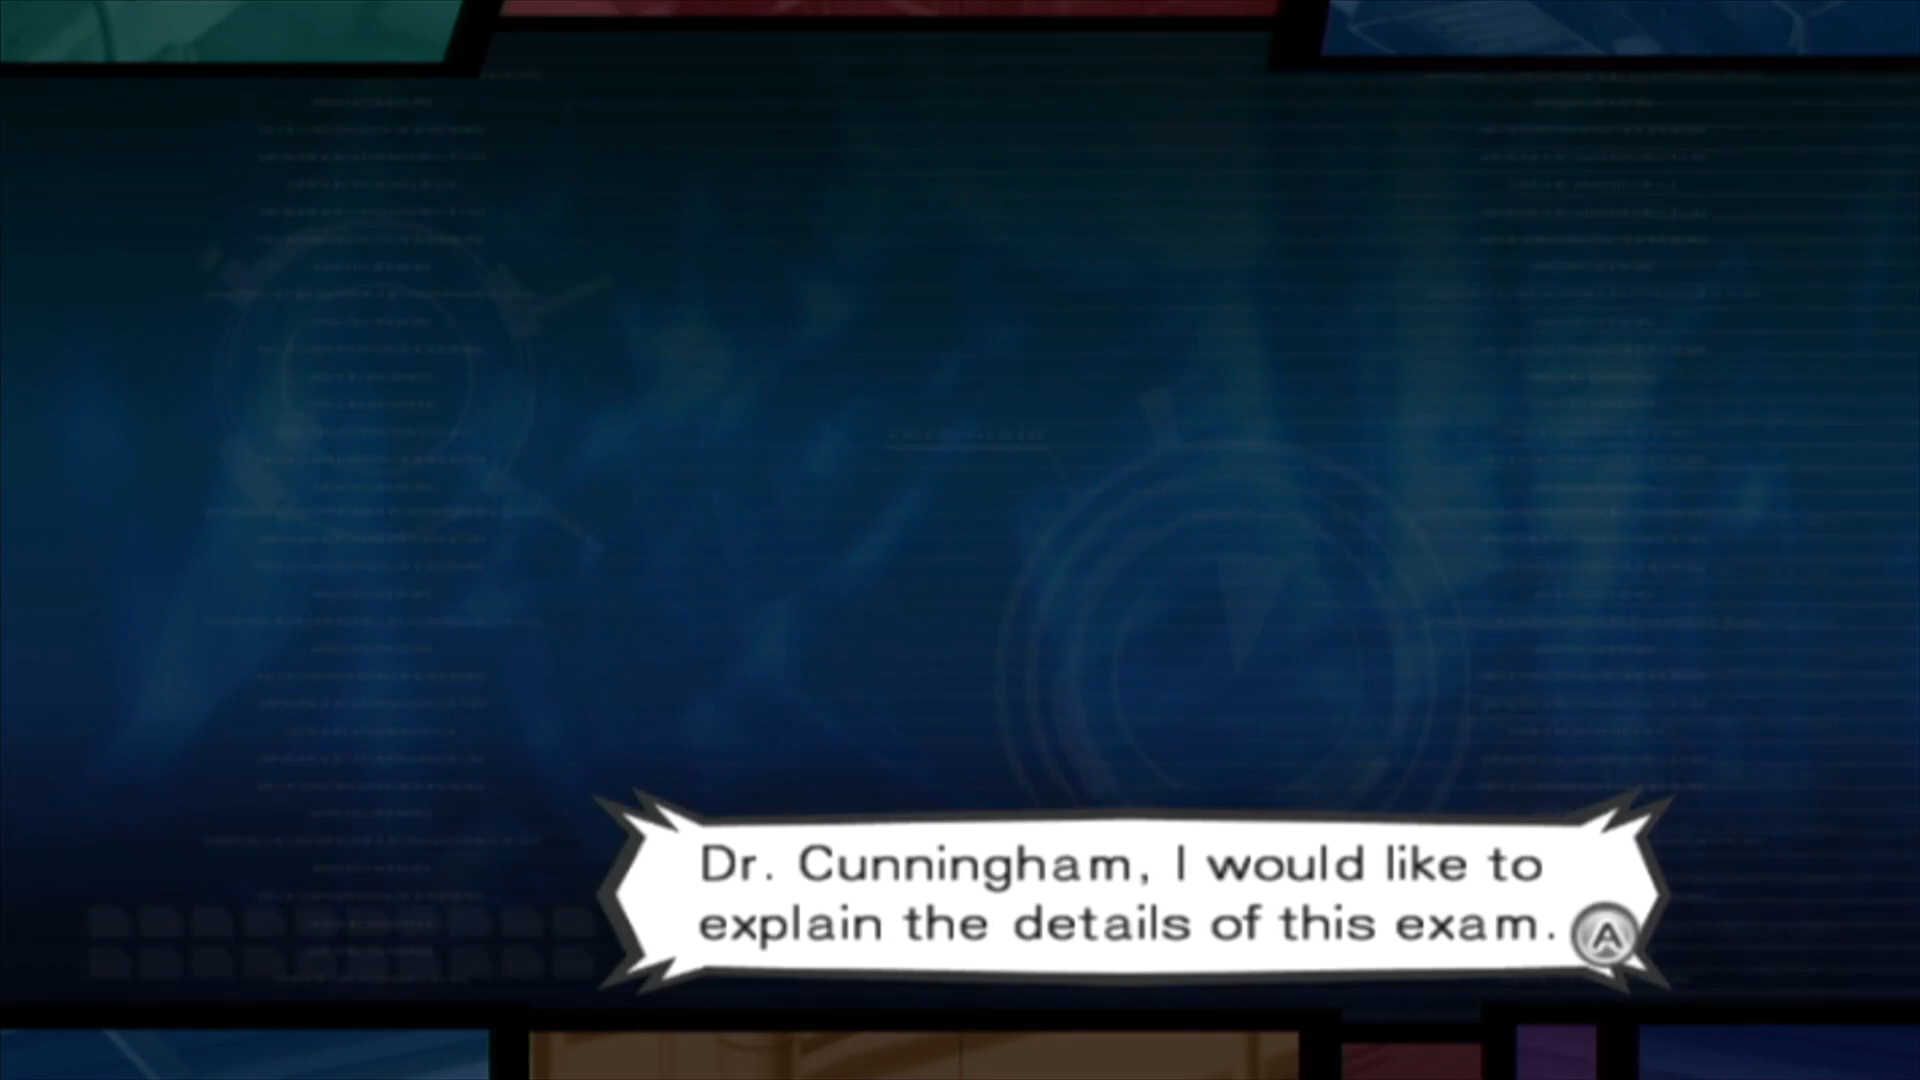 Dr. Cunningham, I would like to
explain the details of this exam.
A